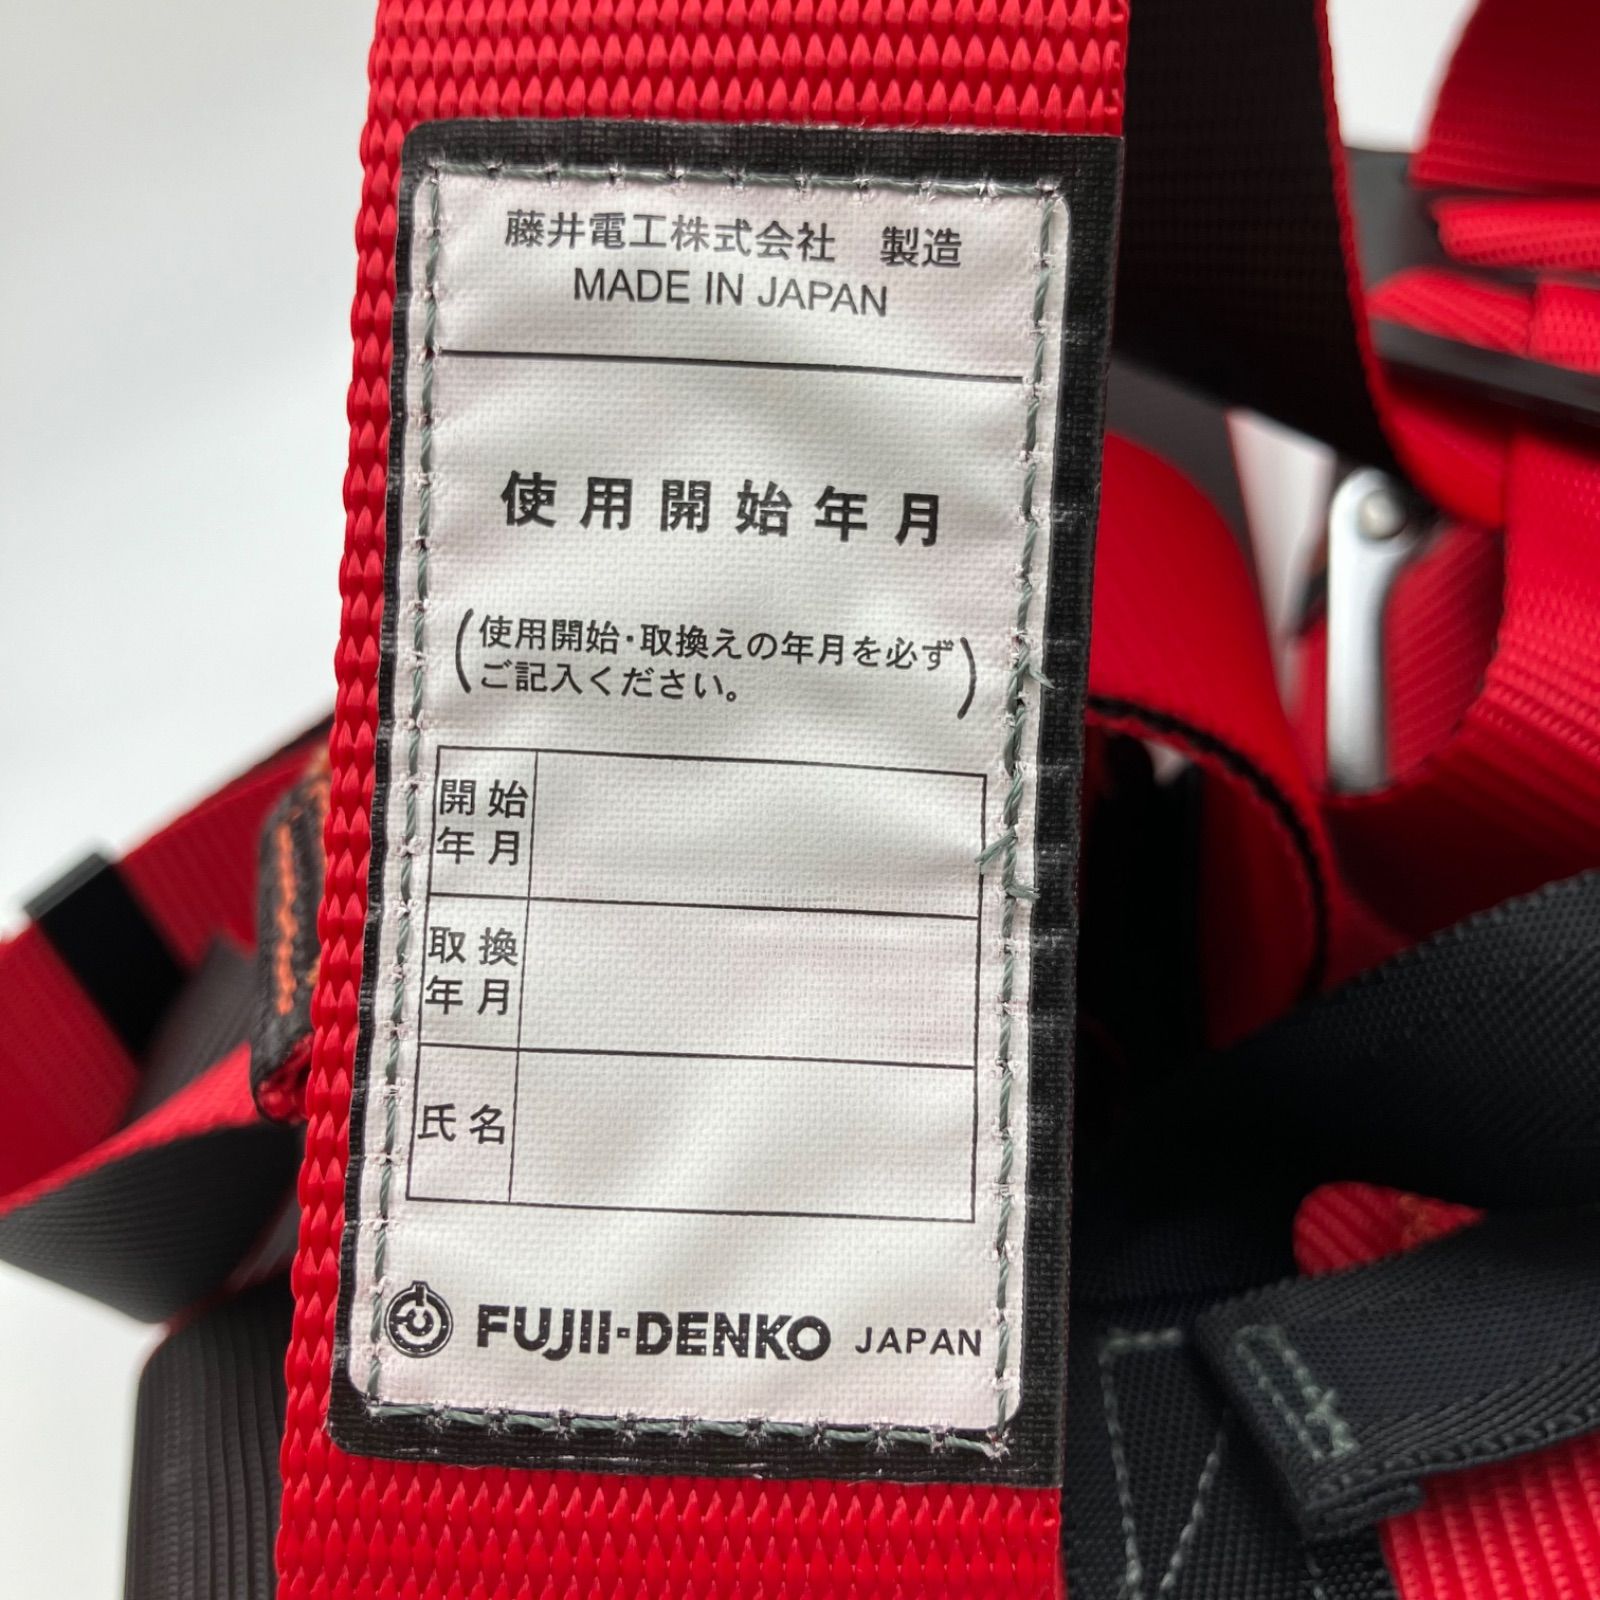 藤井電工株式会社 製造
MADE IN JAPAN
使用開始年月
(使用開始・取換えの年月を必ず
ご記入ください。)
開始
年月
取換
年月
氏名
FUJII-DENKO JAPAN